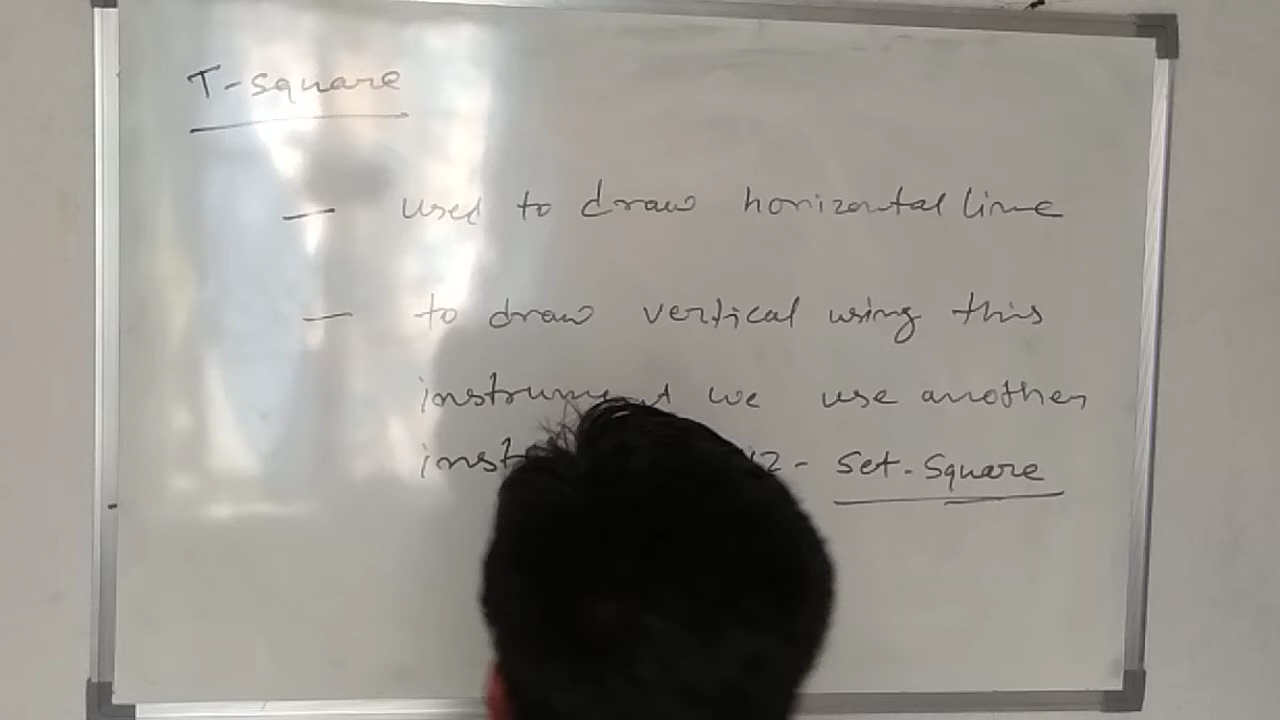 T-square
— used to draw horizontal line
— to draw vertical using this
instrument we use another
Set-Square